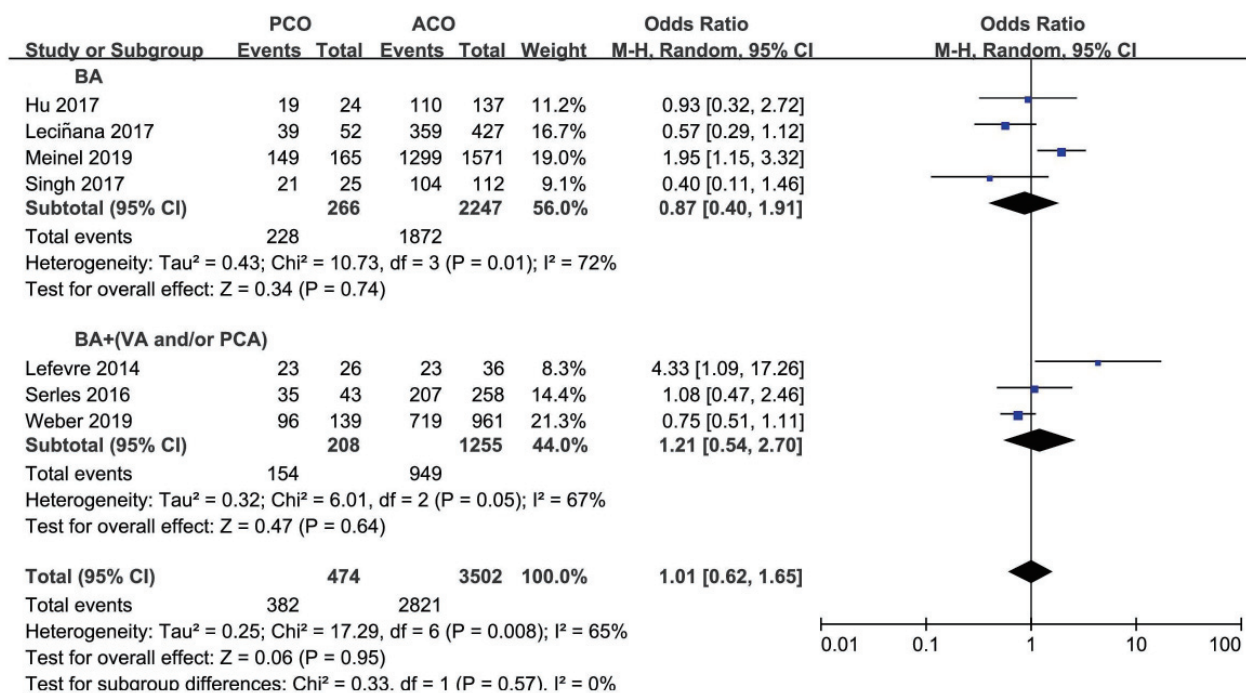 PCO ACO Odds Ratio Odds Ratio
Study or Subgroup Events Total Events Total Weight M-H, Random, 95% CI M-H, Random, 95% CI
BA
Hu 2017 19 24 110 137 11.2% 0.93 [0.32, 2.72]
Leciñana 2017 39 52 359 427 16.7% 0.57 [0.29, 1.12]
Meinel 2019 149 165 1299 1571 19.0% 1.95 [1.15, 3.32]
Singh 2017 21 25 104 112 9.1% 0.40 [0.11, 1.46]
Subtotal (95% CI) 266 2247 56.0% 0.87 [0.40, 1.91]
Total events 228 1872
Heterogeneity: Tau² = 0.43; Chi² = 10.73, df = 3 (P = 0.01); I² = 72%
Test for overall effect: Z = 0.34 (P = 0.74)
BA+(VA and/or PCA)
Lefevre 2014 23 26 23 36 8.3% 4.33 [1.09, 17.26]
Serles 2016 35 43 207 258 14.4% 1.08 [0.47, 2.46]
Weber 2019 96 139 719 961 21.3% 0.75 [0.51, 1.11]
Subtotal (95% CI) 208 1255 44.0% 1.21 [0.54, 2.70]
Total events 154 949
Heterogeneity: Tau² = 0.32; Chi² = 6.01, df = 2 (P = 0.05); I² = 67%
Test for overall effect: Z = 0.47 (P = 0.64)
Total (95% CI) 474 3502 100.0% 1.01 [0.62, 1.65]
Total events 382 2821
Heterogeneity: Tau² = 0.25; Chi² = 17.29, df = 6 (P = 0.008); I² = 65%
Test for overall effect: Z = 0.06 (P = 0.95)
Test for subgroup differences: Chi² = 0.33, df = 1 (P = 0.57), I² = 0%
0.01 0.1 1 10 100